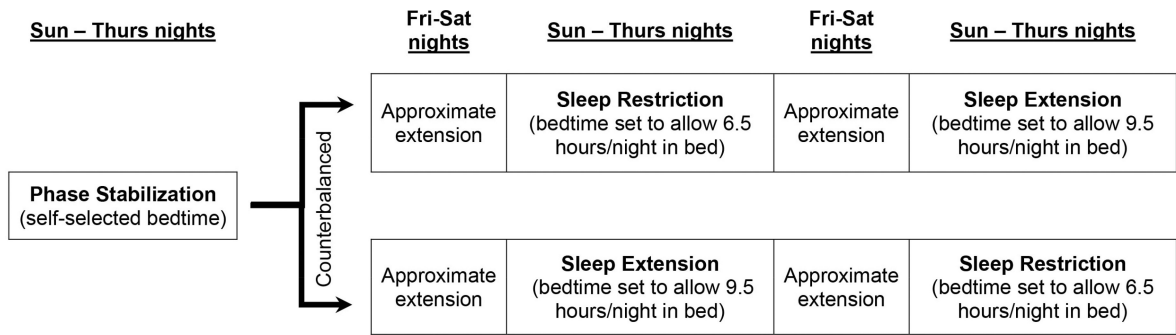 Sun – Thurs nights
Fri-Sat
nights
Sun – Thurs nights
Fri-Sat
nights
Sun – Thurs nights
Phase Stabilization
(self-selected bedtime)
Counterbalanced
Approximate
extension
Sleep Restriction
(bedtime set to allow 6.5
hours/night in bed)
Approximate
extension
Sleep Extension
(bedtime set to allow 9.5
hours/night in bed)
Approximate
extension
Sleep Extension
(bedtime set to allow 9.5
hours/night in bed)
Approximate
extension
Sleep Restriction
(bedtime set to allow 6.5
hours/night in bed)